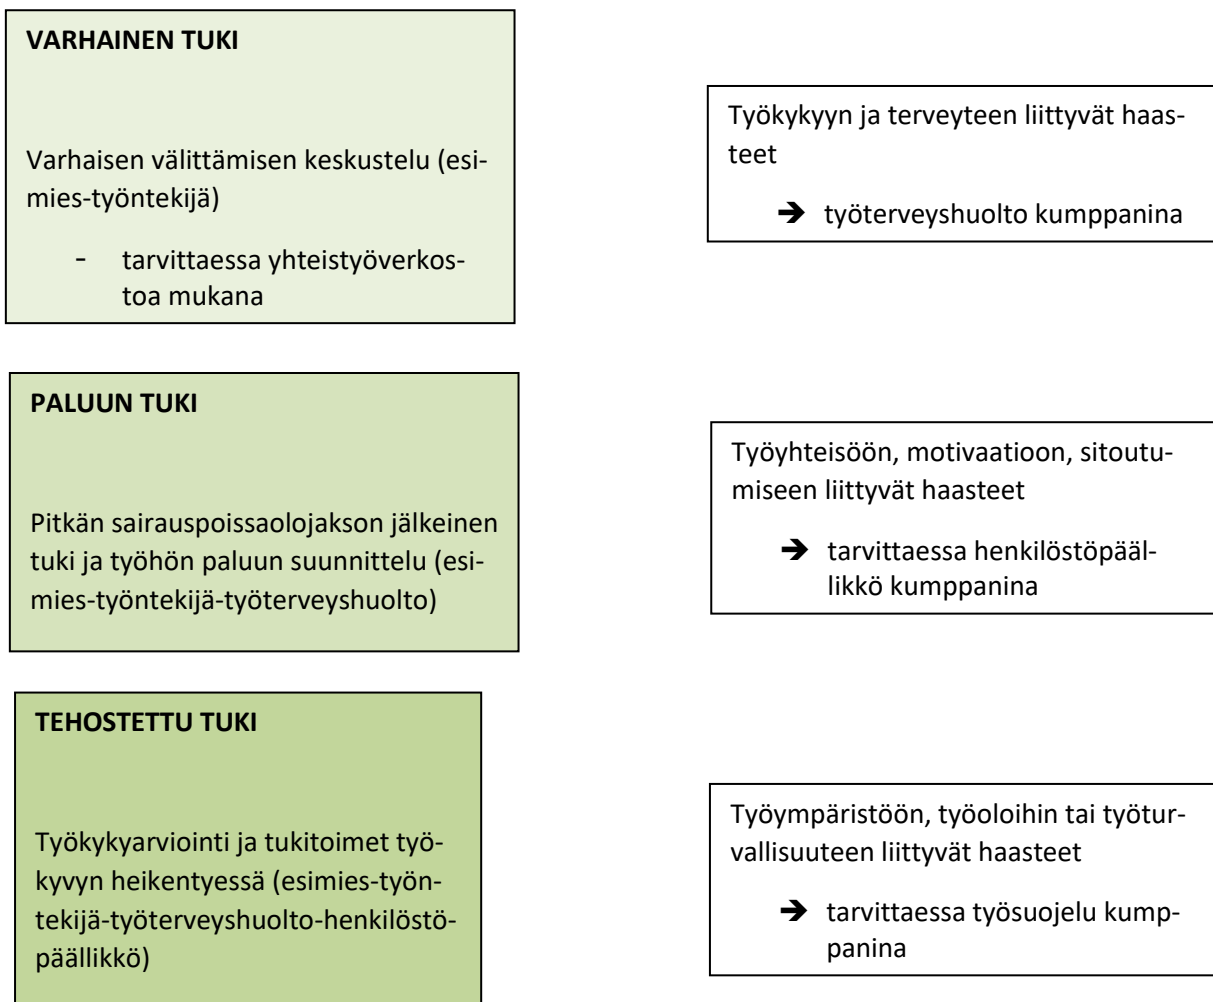 VARHAINEN TUKI
Varhaisen välittämisen keskustelu (esi-
mies-työntekijä)
- tarvittaessa yhteistyöverkos-
toa mukana
Työkykyyn ja terveyteen liittyvät haas-
teet
➔ työterveyshuolto kumppanina
PALUUN TUKI
Pitkän sairauspoissaolojakson jälkeinen
tuki ja työhön paluun suunnittelu (esi-
mies-työntekijä-työterveyshuolto)
Työyhteisöön, motivaatioon, sitoutu-
miseen liittyvät haasteet
➔ tarvittaessa henkilöstöpääl-
likkö kumppanina
TEHOSTETTU TUKI
Työkykyarviointi ja tukitoimet työ-
kyvyn heikentyessä (esimies-työn-
tekijä-työterveyshuolto-henkilöstö-
päällikkö)
Työympäristöön, työoloihin tai työtur-
vallisuuteen liittyvät haasteet
➔ tarvittaessa työsuojelu kump-
panina